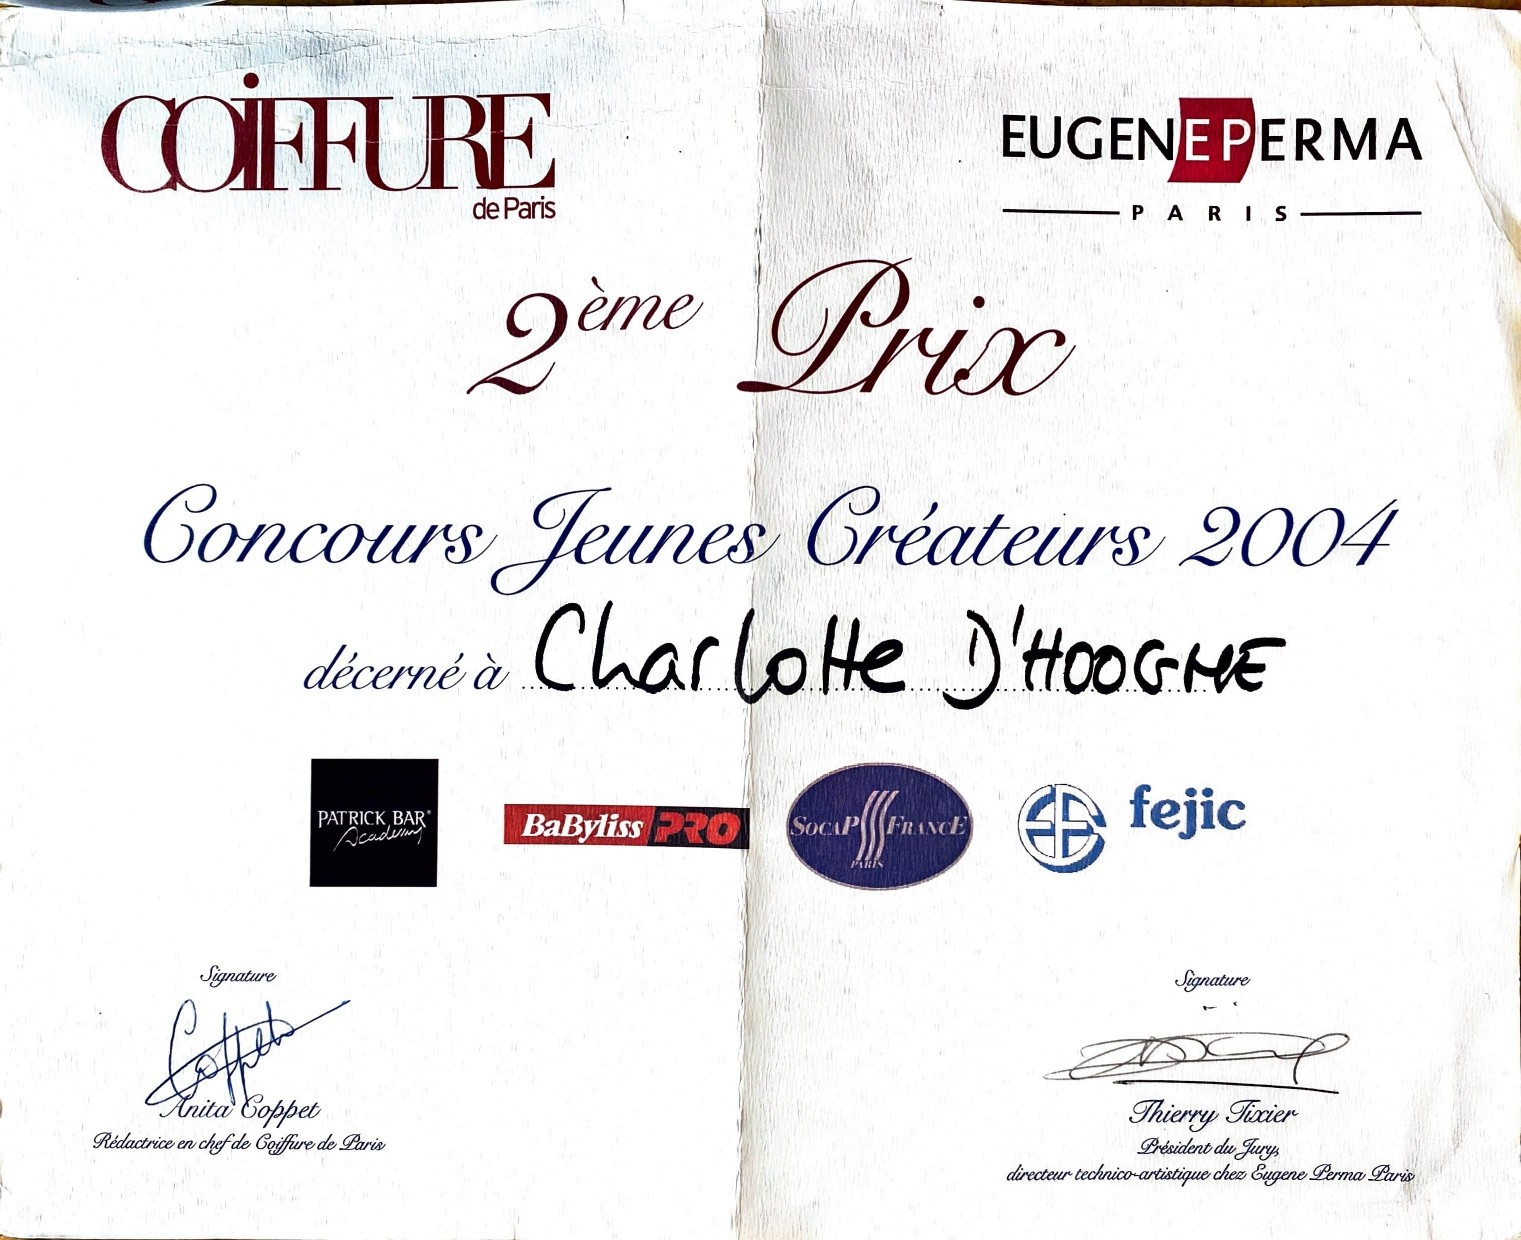 COIFFURE
de Paris
EUGENE PERMA
PARIS
2ème Prix
Concours Jeunes Créateurs 2004
décerné à Charlotte D'HOOGHE
PATRICK BAR®
Academy
BaByliss PRO
SOCAP FRANCE
PARIS
fejic
Signature
Coppet
Anita Coppet
Rédactrice en chef de Coiffure de Paris
Signature
Thierry Tixier
Président du Jury,
directeur technico-artistique chez Eugene Perma Paris